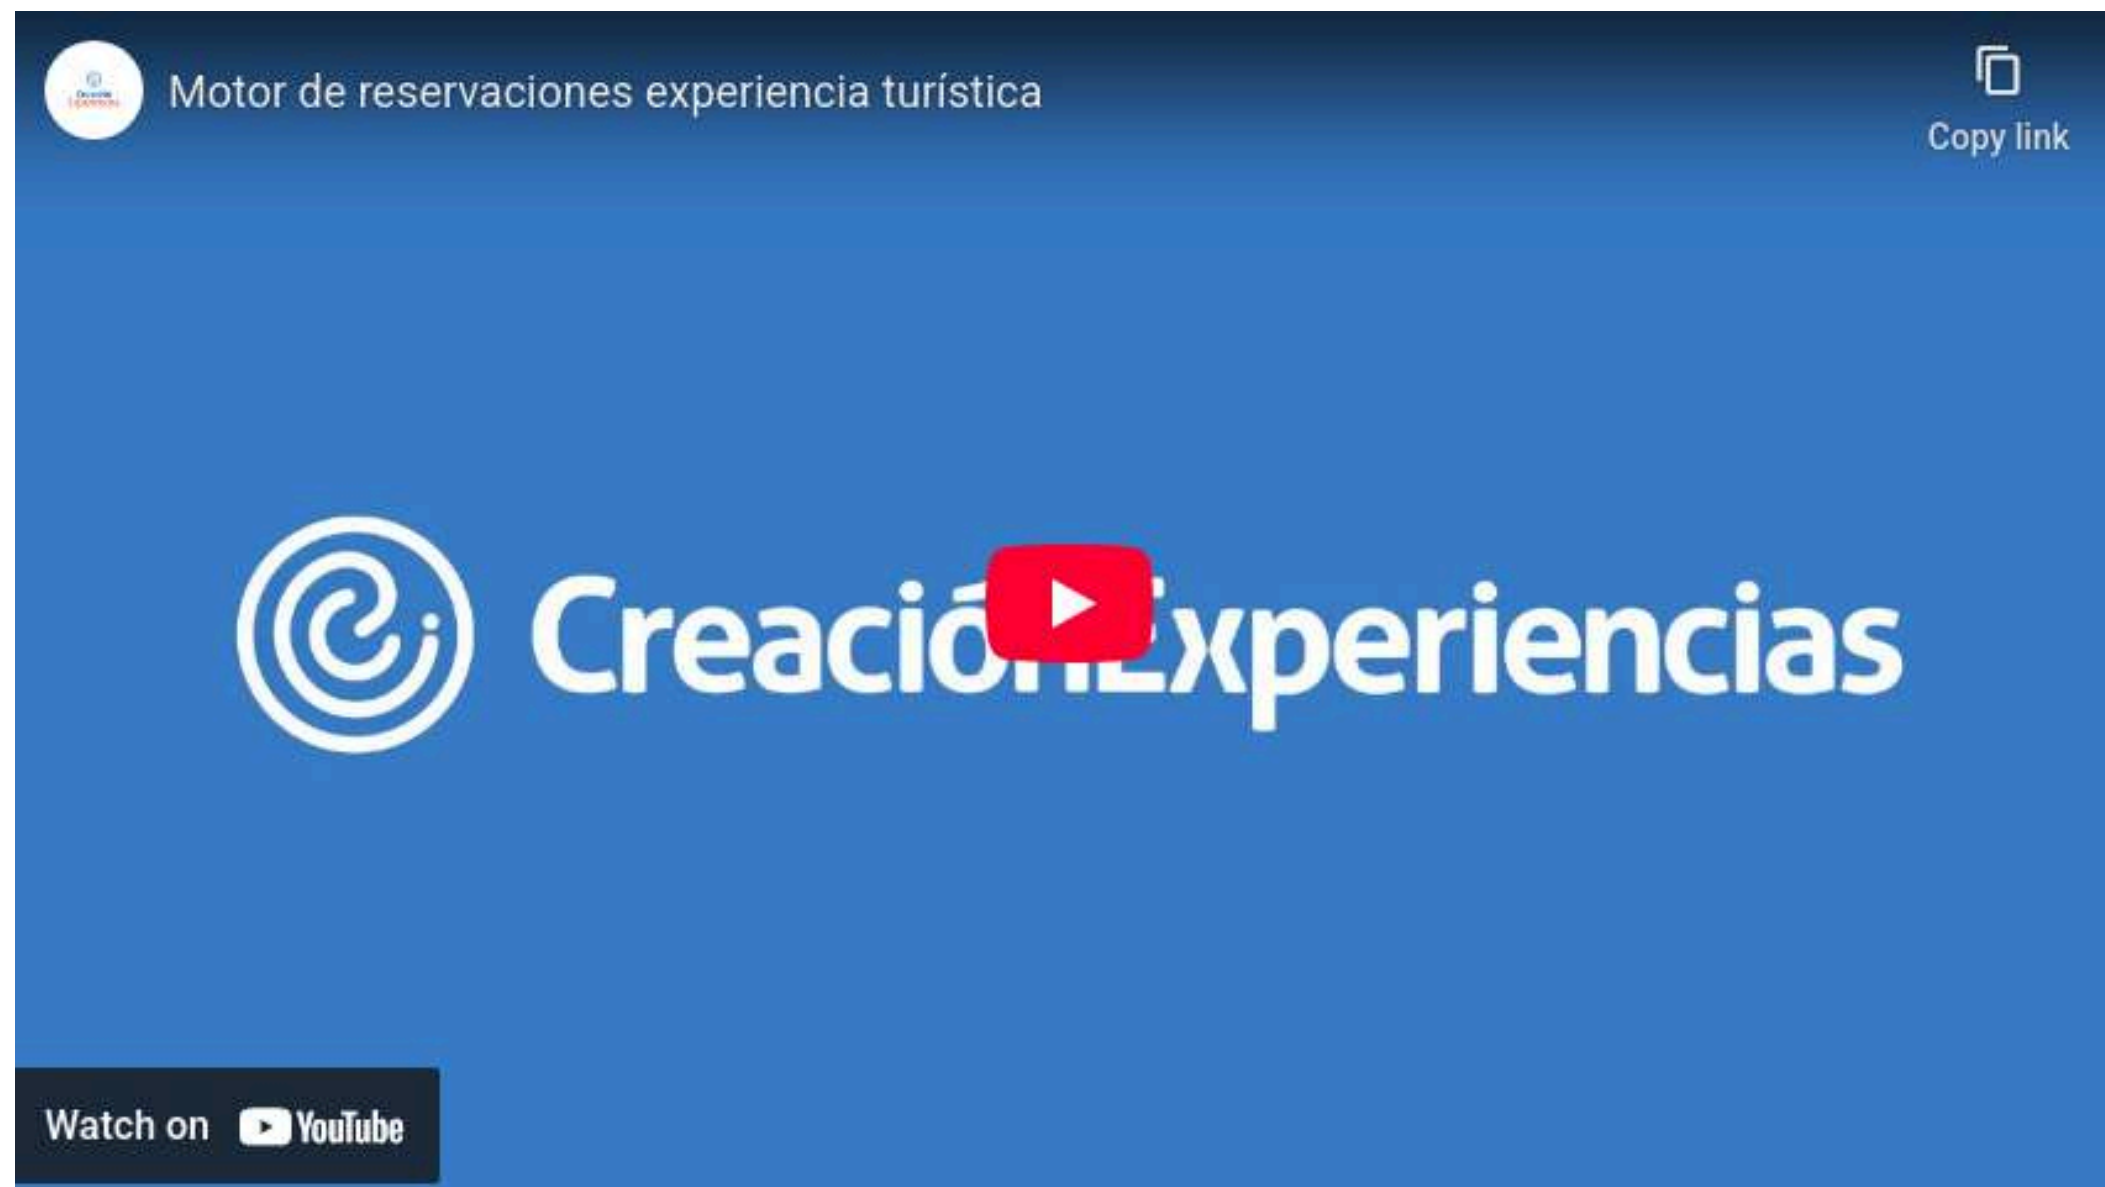 Motor de reservaciones experiencia turística
Copy link
CreaciónExperiencias
Watch on YouTube